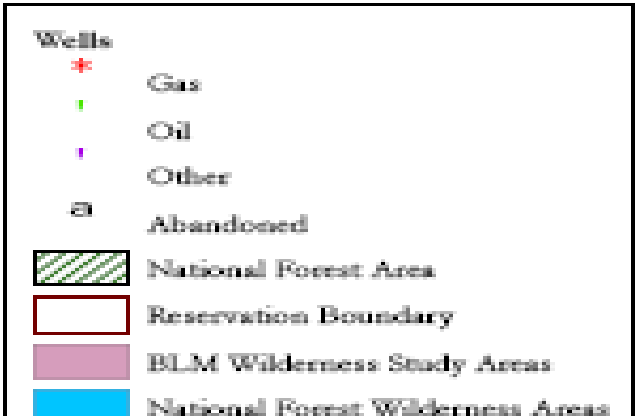 Wells
* Gas
' Oil
' Other
a Abandoned
National Forest Area
Reservation Boundary
BLM Wilderness Study Areas
National Forest Wilderness Areas